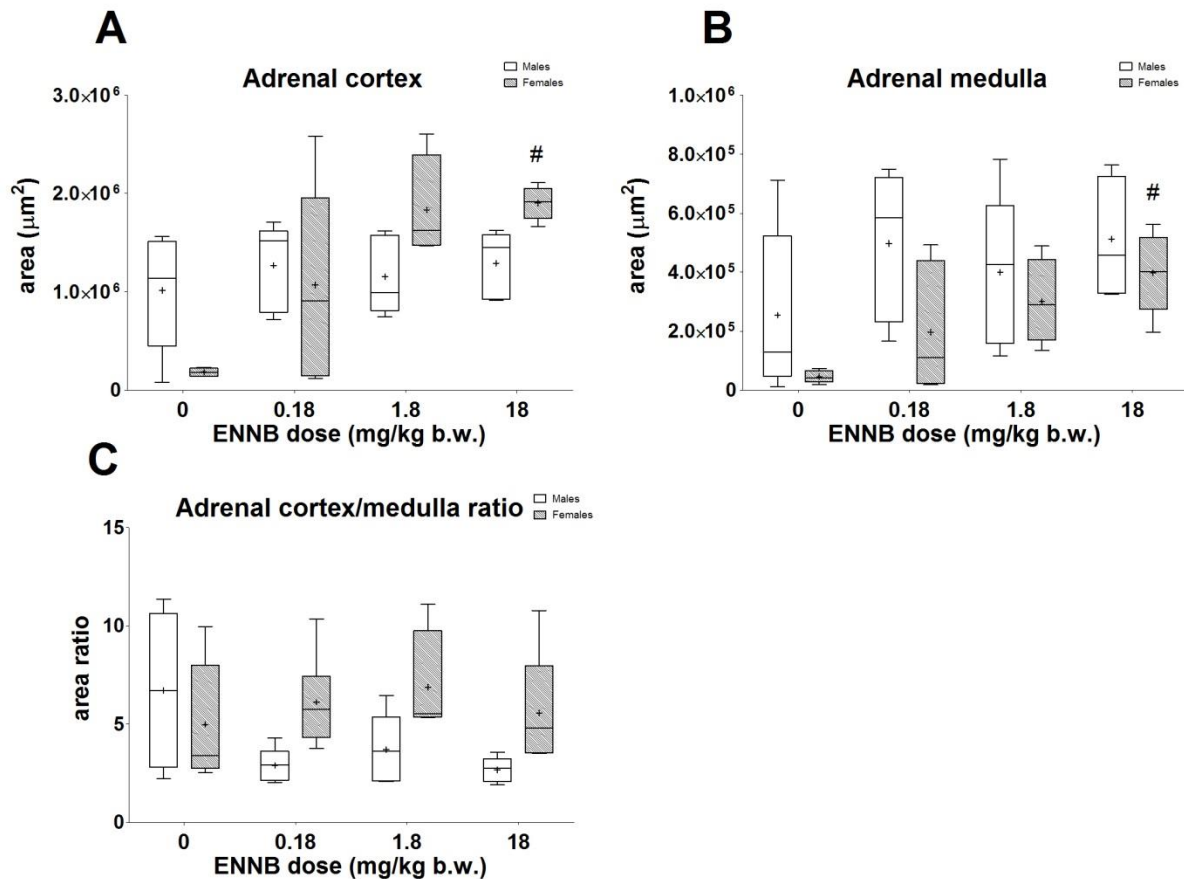 A
Adrenal cortex
Males
Females
3.0×10⁶
2.0×10⁶
1.0×10⁶
0
area (μm²)
#
0 0.18 1.8 18
ENNB dose (mg/kg b.w.)
B
Adrenal medulla
Males
Females
1.0×10⁶
8.0×10⁵
6.0×10⁵
4.0×10⁵
2.0×10⁵
0
area (μm²)
#
0 0.18 1.8 18
ENNB dose (mg/kg b.w.)
C
Adrenal cortex/medulla ratio
Males
Females
15
10
5
0
area ratio
0 0.18 1.8 18
ENNB dose (mg/kg b.w.)